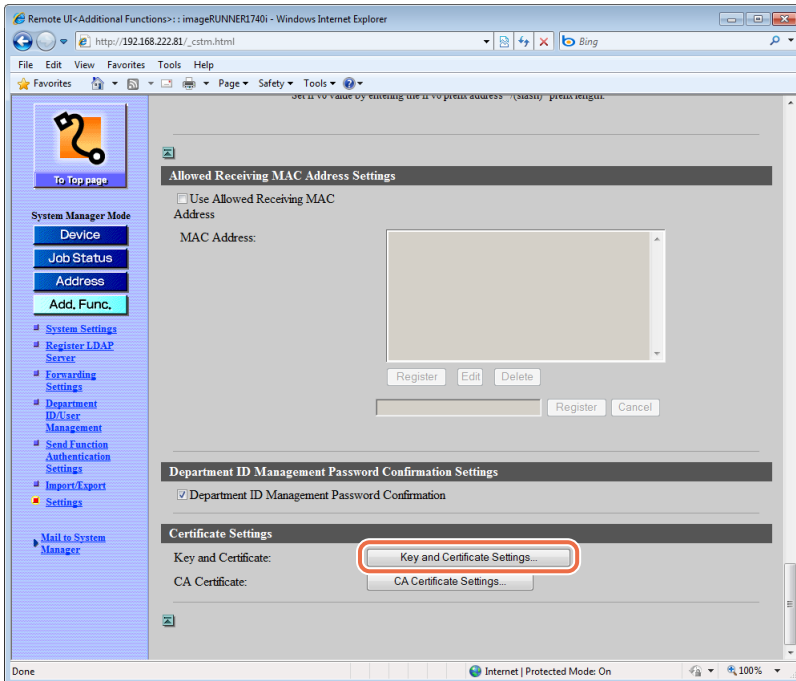 Remote UI<Additional Functions>: : imageRUNNER1740i - Windows Internet Explorer
http://192.168.222.81/_cstm.html
Bing
File Edit View Favorites Tools Help
Favorites Page Safety Tools
To Top page
System Manager Mode
Device
Job Status
Address
Add. Func.
System Settings
Register LDAP
Server
Forwarding
Settings
Department
ID/User
Management
Send Function
Authentication
Settings
Import/Export
Settings
Mail to System
Manager
Allowed Receiving MAC Address Settings
Use Allowed Receiving MAC
Address
MAC Address:
Register Edit Delete
Register Cancel
Department ID Management Password Confirmation Settings
Department ID Management Password Confirmation
Certificate Settings
Key and Certificate: Key and Certificate Settings...
CA Certificate: CA Certificate Settings...
Done Internet | Protected Mode: On 100%